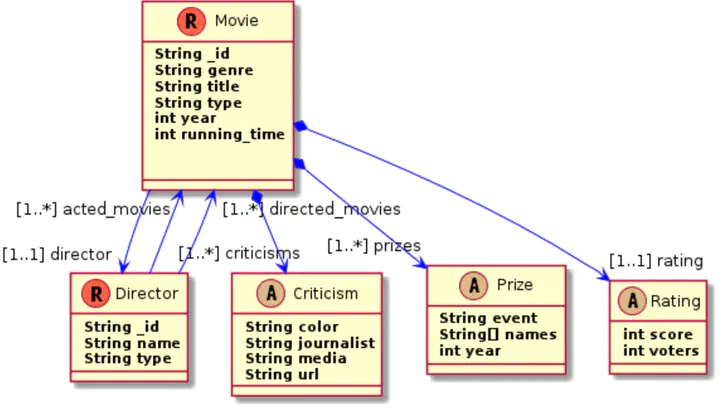 R Movie
String _id
String genre
String title
String type
int year
int running_time
[1..*] acted_movies
[1..*] directed_movies
[1..1] director
[1..*] criticisms
[1..*] prizes
[1..1] rating
R Director
String _id
String name
String type
A Criticism
String color
String journalist
String media
String url
A Prize
String event
String[] names
int year
A Rating
int score
int voters